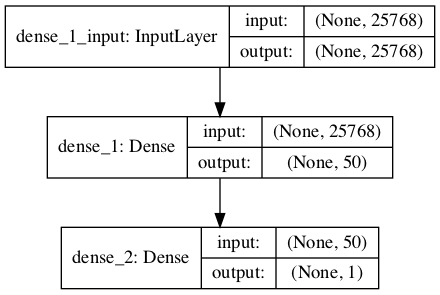 dense_1_input: InputLayer
input: (None, 25768)
output: (None, 25768)
dense_1: Dense
input: (None, 25768)
output: (None, 50)
dense_2: Dense
input: (None, 50)
output: (None, 1)